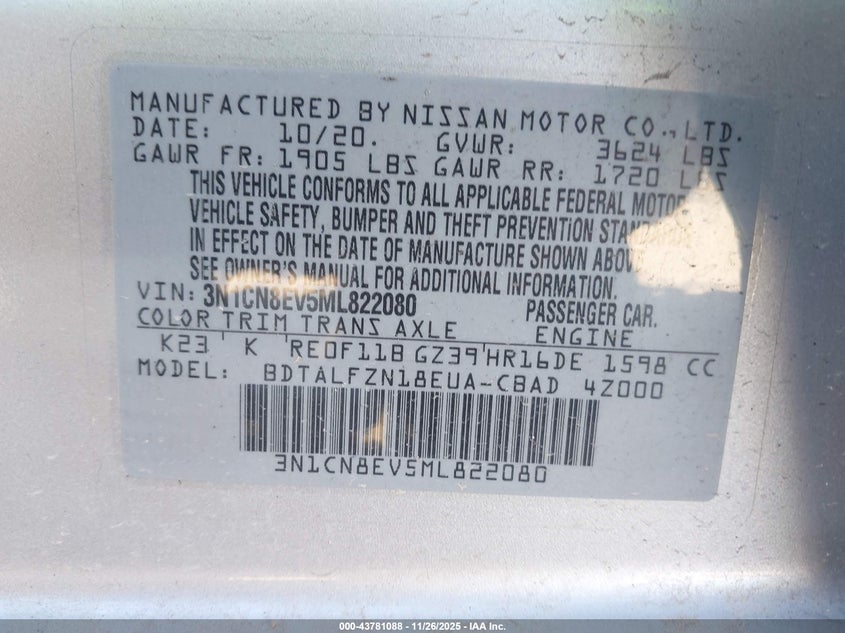 MANUFACTURED BY NISSAN MOTOR CO., LTD.
DATE: 10/20. GVWR: 3624 LBS
GAWR FR: 1905 LBS GAWR RR: 1720 LBS
THIS VEHICLE CONFORMS TO ALL APPLICABLE FEDERAL MOTOR
VEHICLE SAFETY, BUMPER AND THEFT PREVENTION
IN EFFECT ON THE DATE OF MANUFACTURE SHOWN
SEE OWNER'S MANUAL FOR ADDITIONAL INFORMATION.
VIN: 3N1CN8EV5ML822080 PASSENGER CAR.
COLOR TRIM TRANS AXLE ENGINE
K23 K RE0F11B GZ39 HR16DE 1598 CC
MODEL: BDTALFZN18EUA-CBAD 4Z000
3N1CN8EV5ML822080
000-43781088 - 11/26/2025 - IAA Inc.